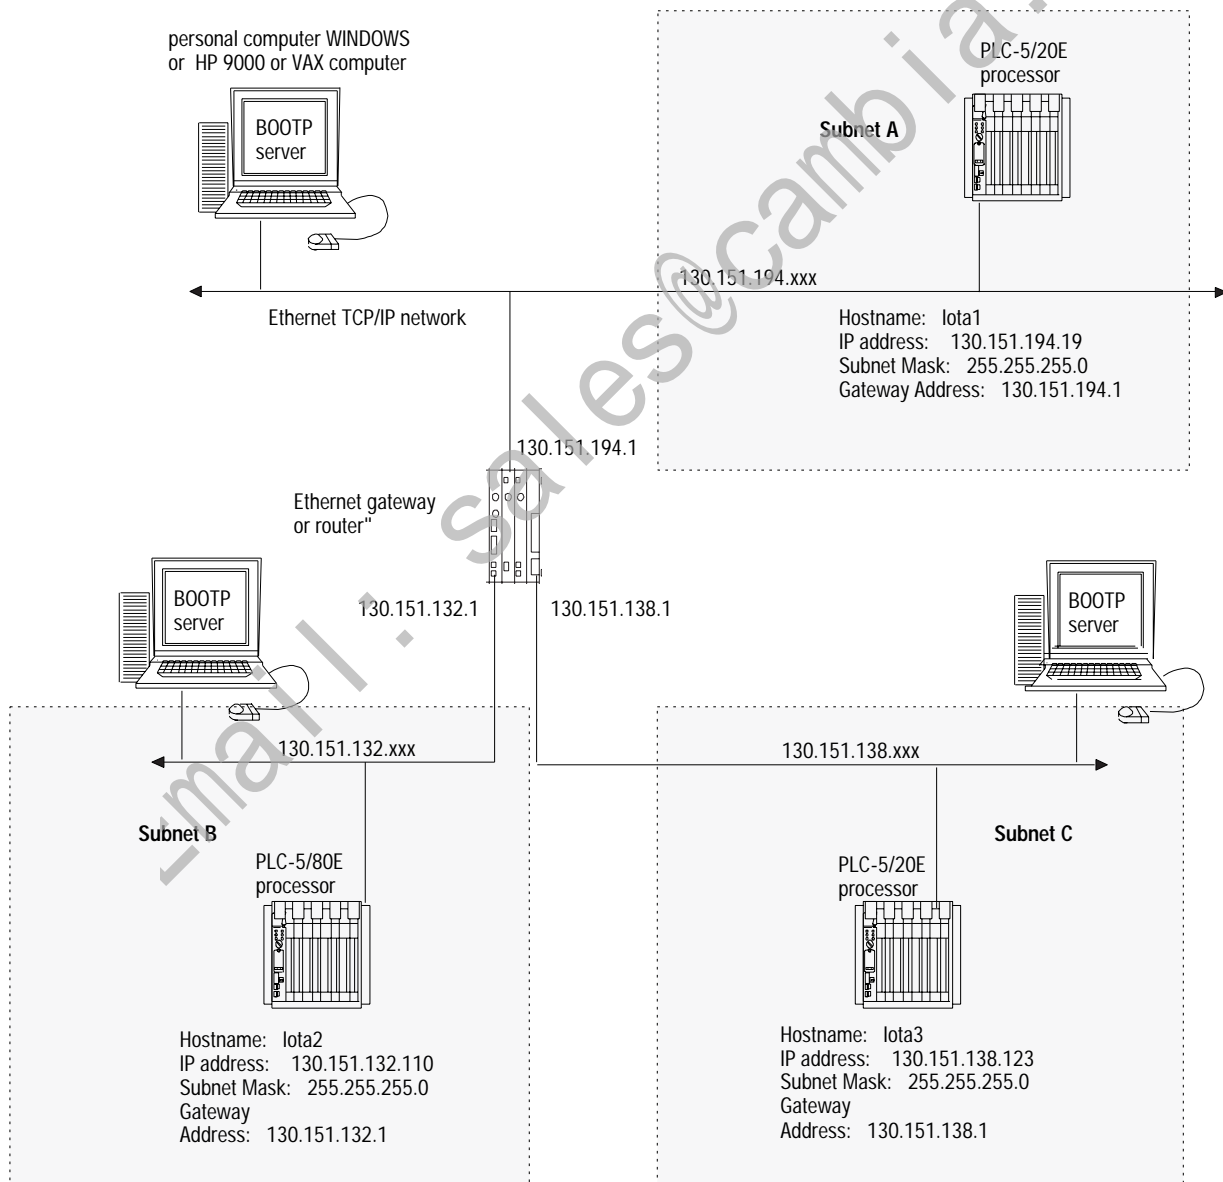 personal computer WINDOWS
or HP 9000 or VAX computer
BOOTP
server
PLC-5/20E
processor
Subnet A
130.151.194.xxx
Ethernet TCP/IP network
Hostname: Iota1
IP address: 130.151.194.19
Subnet Mask: 255.255.255.0
Gateway Address: 130.151.194.1
130.151.194.1
Ethernet gateway
or router"
130.151.132.1
130.151.138.1
BOOTP
server
BOOTP
server
130.151.132.xxx
130.151.138.xxx
Subnet B
Subnet C
PLC-5/80E
processor
PLC-5/20E
processor
Hostname: Iota2
IP address: 130.151.132.110
Subnet Mask: 255.255.255.0
Gateway
Address: 130.151.132.1
Hostname: Iota3
IP address: 130.151.138.123
Subnet Mask: 255.255.255.0
Gateway
Address: 130.151.138.1
sales@cambia.